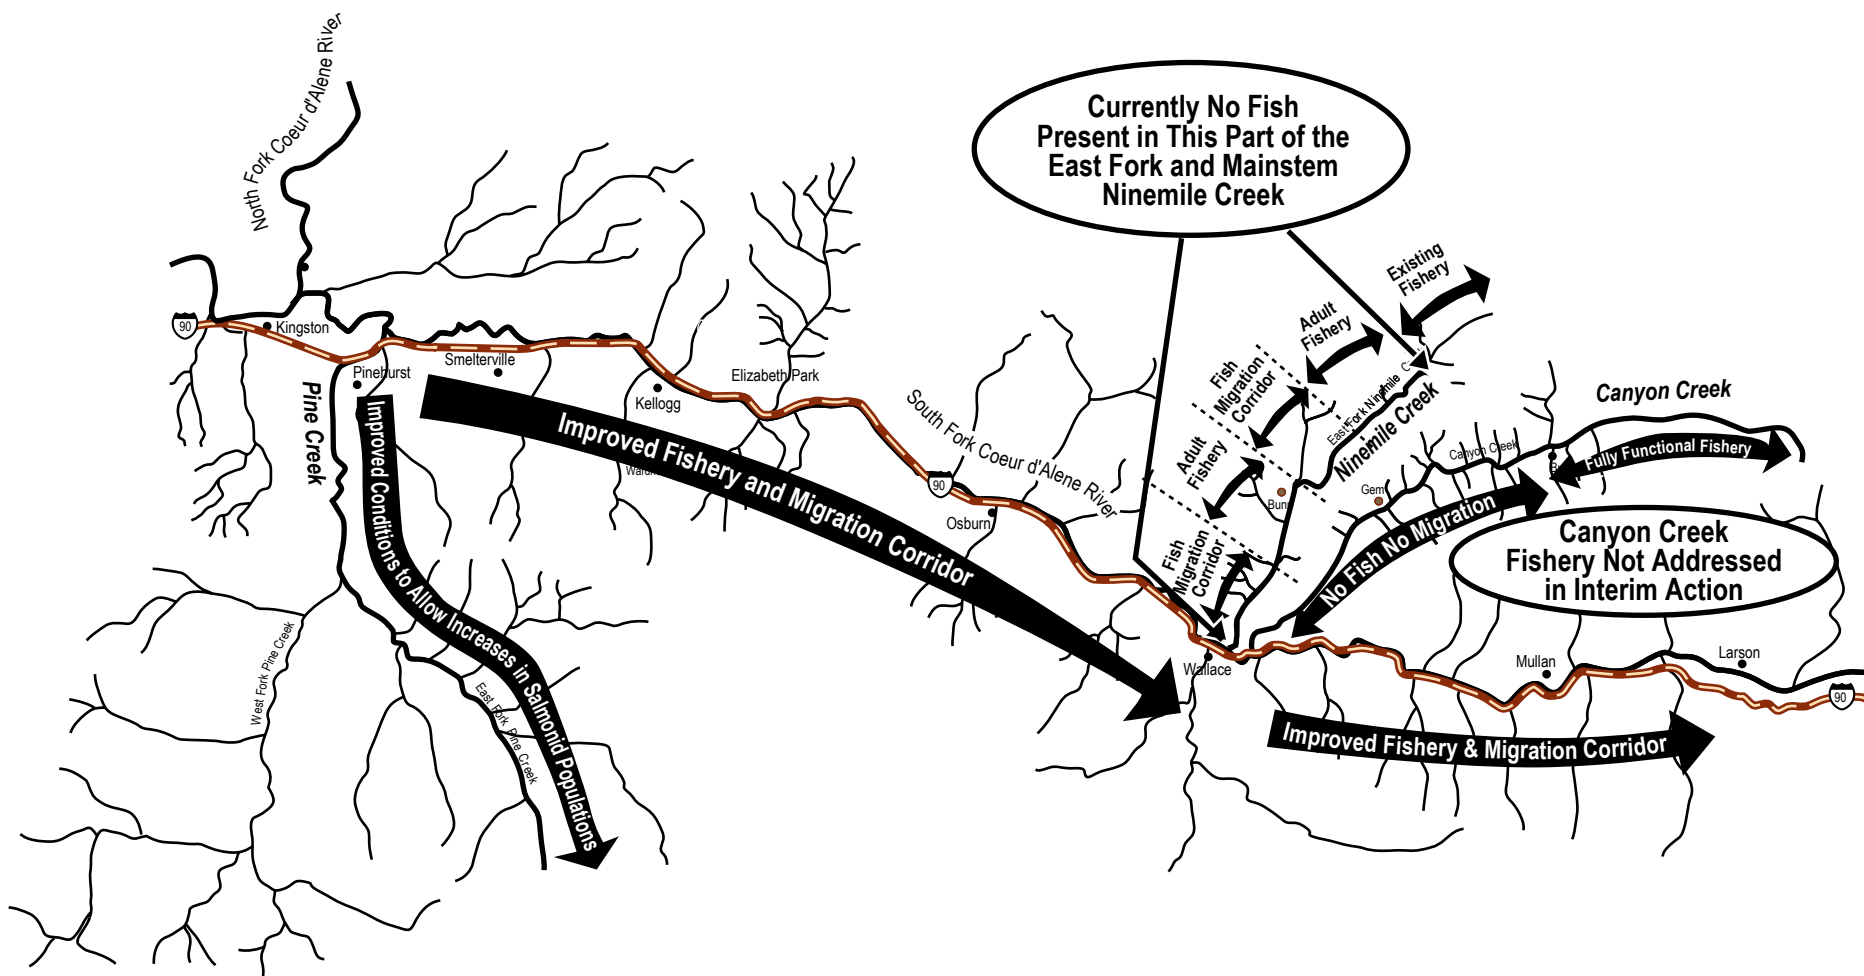 North Fork Coeur d'Alene River
Currently No Fish
Present in This Part of the
East Fork and Mainstem
Ninemile Creek
Existing
Fishery
Adult
Fishery
Fish
Migration
Corridor
Adult
Fishery
Fish
Migration
Corridor
90
Kingston
Pinehurst
Smelterville
Kellogg
Elizabeth Park
South Fork Coeur d'Alene River
90
Osburn
Pine Creek
Improved Conditions to Allow Increases in Salmonid Populations
Improved Fishery and Migration Corridor
East Fork Ninemile
Ninemile Creek
Canyon Creek
Canyon Creek
Gem
Fully Functional Fishery
No Fish No Migration
Canyon Creek
Fishery Not Addressed
in Interim Action
Wallace
Mullan
Larson
90
Improved Fishery & Migration Corridor
West Fork Pine Creek
East Fork Pine Creek